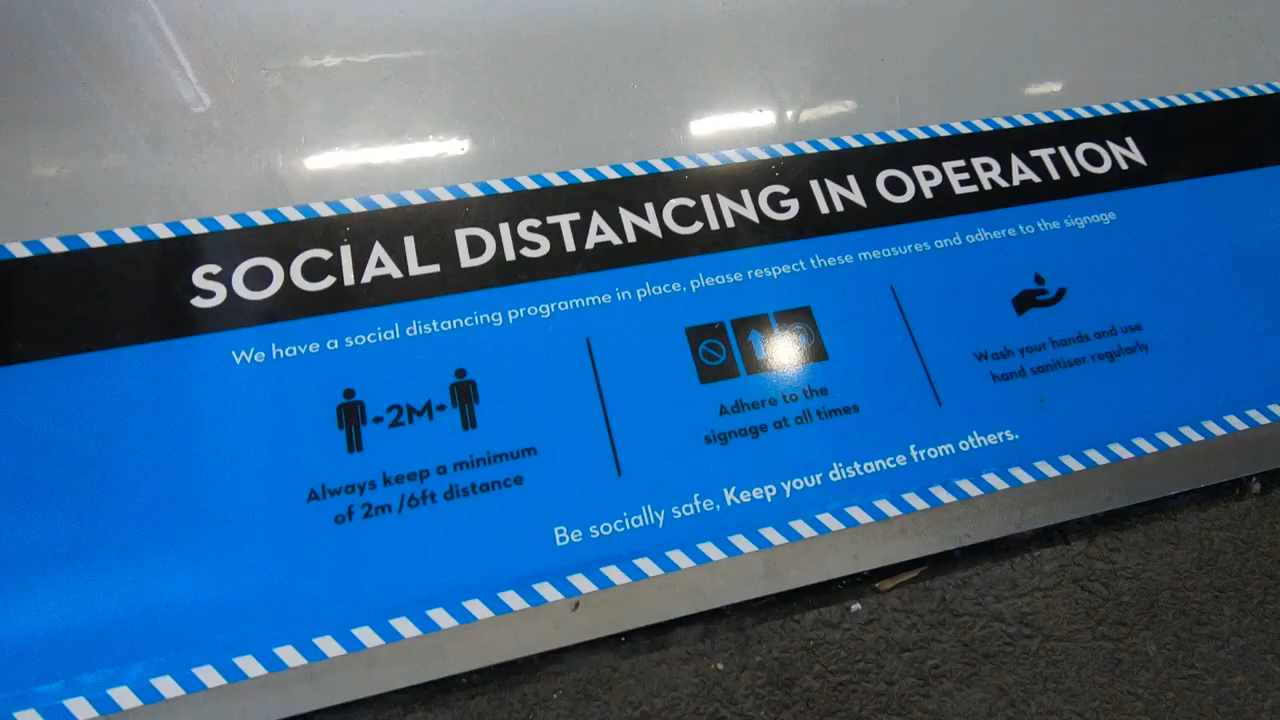 SOCIAL DISTANCING IN OPERATION
We have a social distancing programme in place, please respect these measures and adhere to the signage
2M
Always keep a minimum
of 2m /6ft distance
Adhere to the
signage at all times
Wash your hands and use
hand sanitiser regularly
Be socially safe, Keep your distance from others.